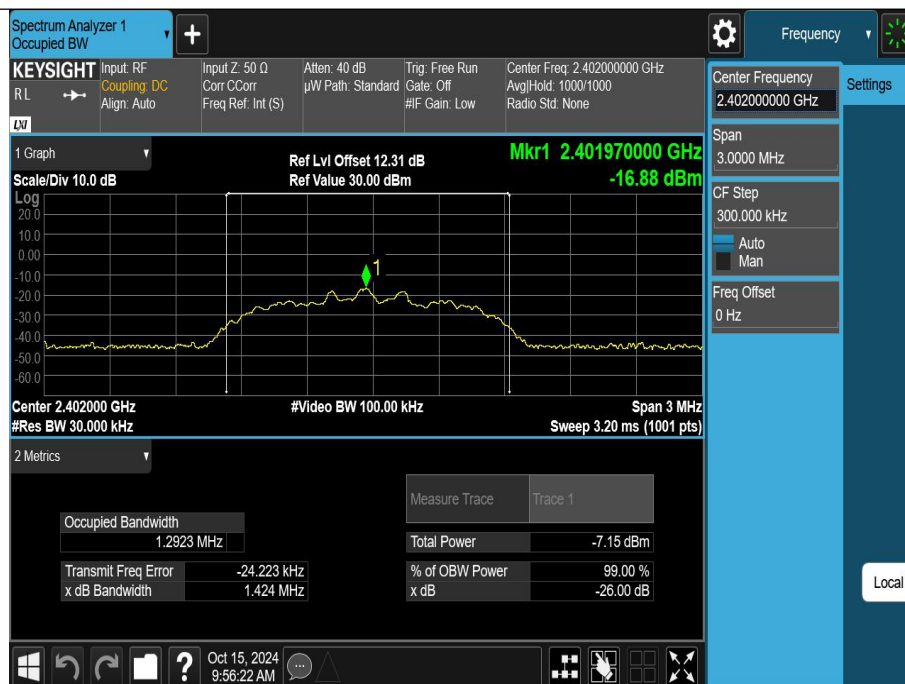 Spectrum Analyzer 1
Occupied BW
Frequency
KEYSIGHT
RL
LXI
Input: RF
Coupling: DC
Align: Auto
Input Z: 50 Ω
Corr CCorr
Freq Ref: Int (S)
Atten: 40 dB
µW Path: Standard
Trig: Free Run
Gate: Off
#IF Gain: Low
Center Freq: 2.402000000 GHz
Avg|Hold: 1000/1000
Radio Std: None
Center Frequency
2.402000000 GHz
Settings
Span
3.0000 MHz
CF Step
300.000 kHz
Auto
Man
Freq Offset
0 Hz
1 Graph
Scale/Div 10.0 dB
Ref Lvl Offset 12.31 dB
Ref Value 30.00 dBm
Mkr1 2.401970000 GHz
-16.88 dBm
Log
20.0
10.0
0.00
-10.0
-20.0
-30.0
-40.0
-50.0
-60.0
1
Center 2.402000 GHz
#Res BW 30.000 kHz
#Video BW 100.00 kHz
Span 3 MHz
Sweep 3.20 ms (1001 pts)
2 Metrics
Measure Trace Trace 1
Occupied Bandwidth
1.2923 MHz
Total Power -7.15 dBm
Transmit Freq Error -24.223 kHz
% of OBW Power 99.00 %
x dB Bandwidth 1.424 MHz
x dB -26.00 dB
Local
?
Oct 15, 2024
9:56:22 AM